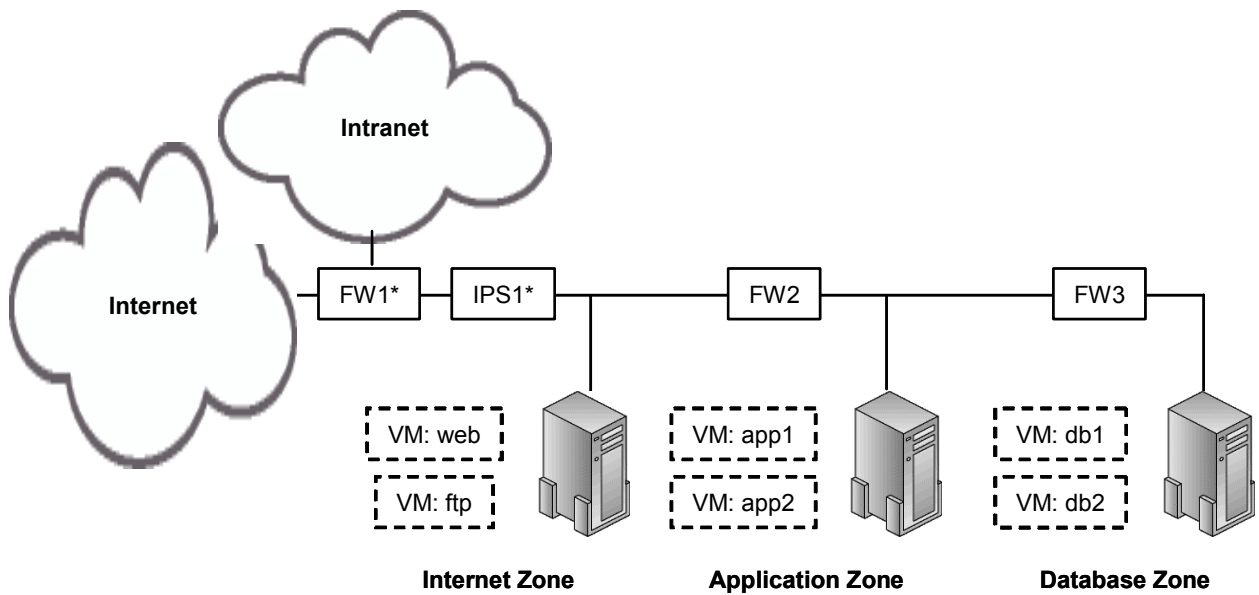 Intranet
Internet
FW1*
IPS1*
FW2
FW3
VM: web
VM: app1
VM: db1
VM: ftp
VM: app2
VM: db2
Internet Zone
Application Zone
Database Zone